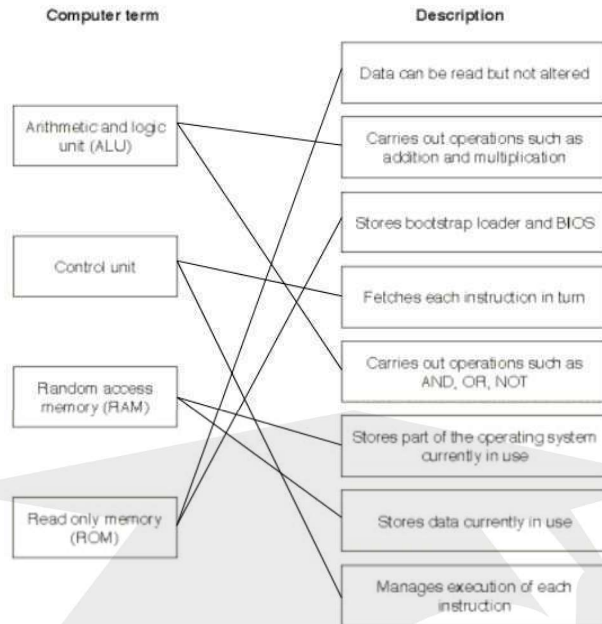 Computer term
Description
Data can be read but not altered
Arithmetic and logic
unit (ALU)
Carries out operations such as
addition and multiplication
Stores bootstrap loader and BIOS
Control unit
Fetches each instruction in turn
Carries out operations such as
AND, OR, NOT
Random access
memory (RAM)
Stores part of the operating system
currently in use
Read only memory
(ROM)
Stores data currently in use
Manages execution of each
instruction